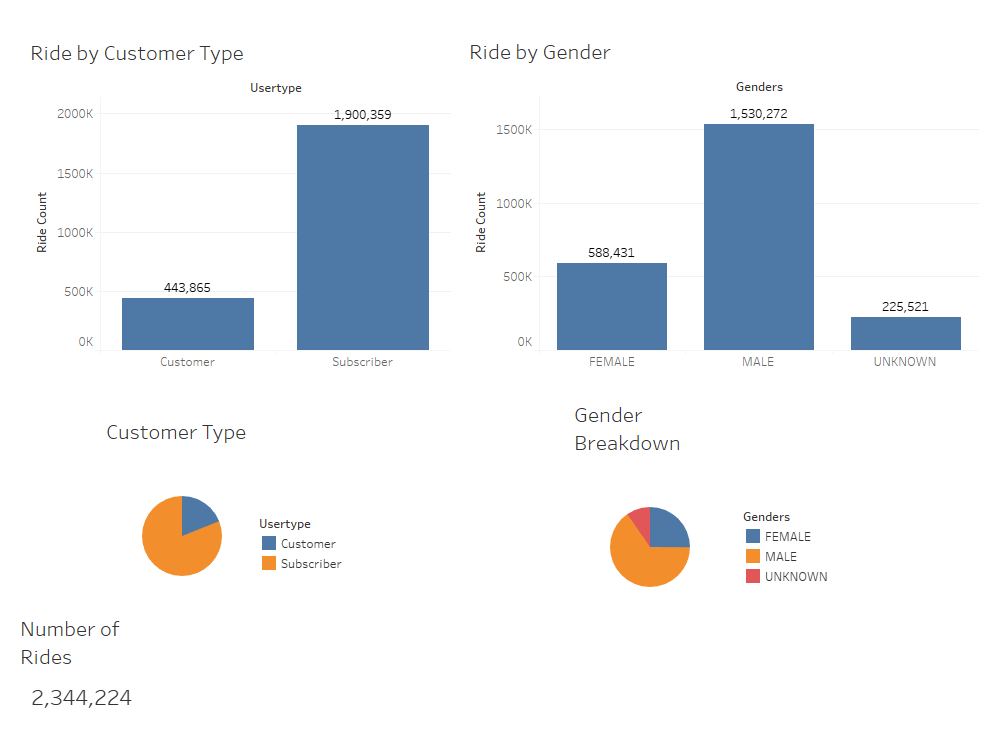 Ride by Customer Type
Usertype
2000K
1500K
1000K
500K
0K
Ride Count
443,865
1,900,359
Customer
Subscriber
Ride by Gender
Genders
1500K
1000K
500K
0K
Ride Count
588,431
1,530,272
225,521
FEMALE
MALE
UNKNOWN
Customer Type
Usertype
Customer
Subscriber
Gender
Breakdown
Genders
FEMALE
MALE
UNKNOWN
Number of
Rides
2,344,224